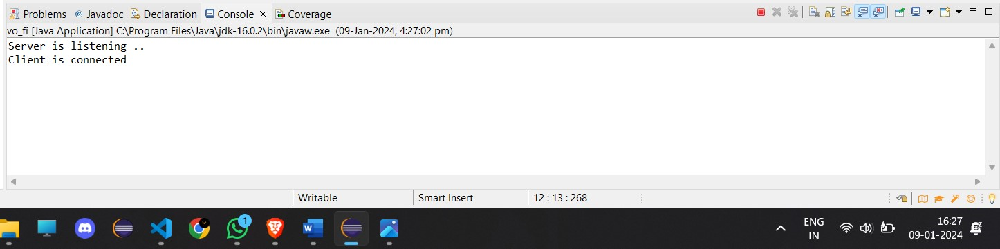 Problems @ Javadoc Declaration Console Coverage
vo_fi [Java Application] C:\Program Files\Java\jdk-16.0.2\bin\javaw.exe (09-Jan-2024, 4:27:02 pm)
Server is listening ..
Client is connected
Writable Smart Insert 12 : 13 : 268
1
ENG
IN
16:27
09-01-2024